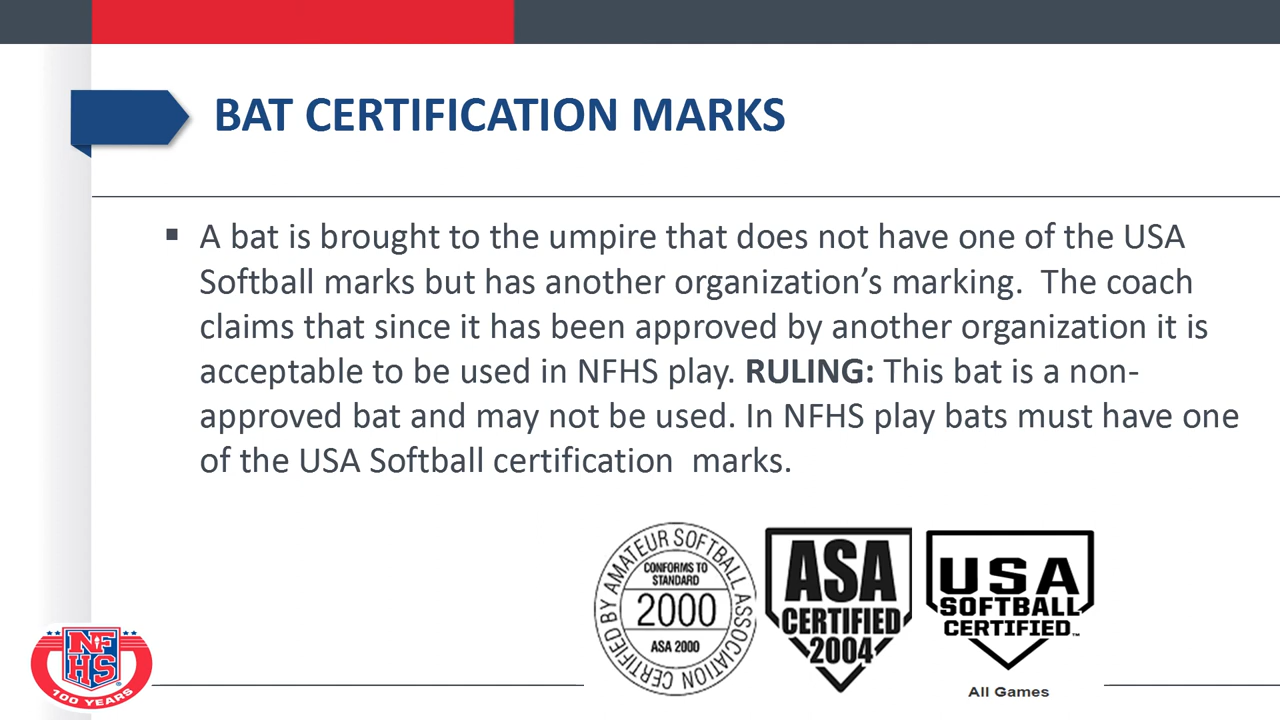 BAT CERTIFICATION MARKS
▪ A bat is brought to the umpire that does not have one of the USA
Softball marks but has another organization’s marking.  The coach
claims that since it has been approved by another organization it is
acceptable to be used in NFHS play. RULING: This bat is a non-
approved bat and may not be used. In NFHS play bats must have one
of the USA Softball certification  marks.
CERTIFIED BY AMATEUR SOFTBALL ASSOCIATION
CONFORMS TO
STANDARD
2000
ASA 2000
ASA
CERTIFIED
2004
USA
SOFTBALL
CERTIFIED™
All Games
NF
HS®
100 YEARS